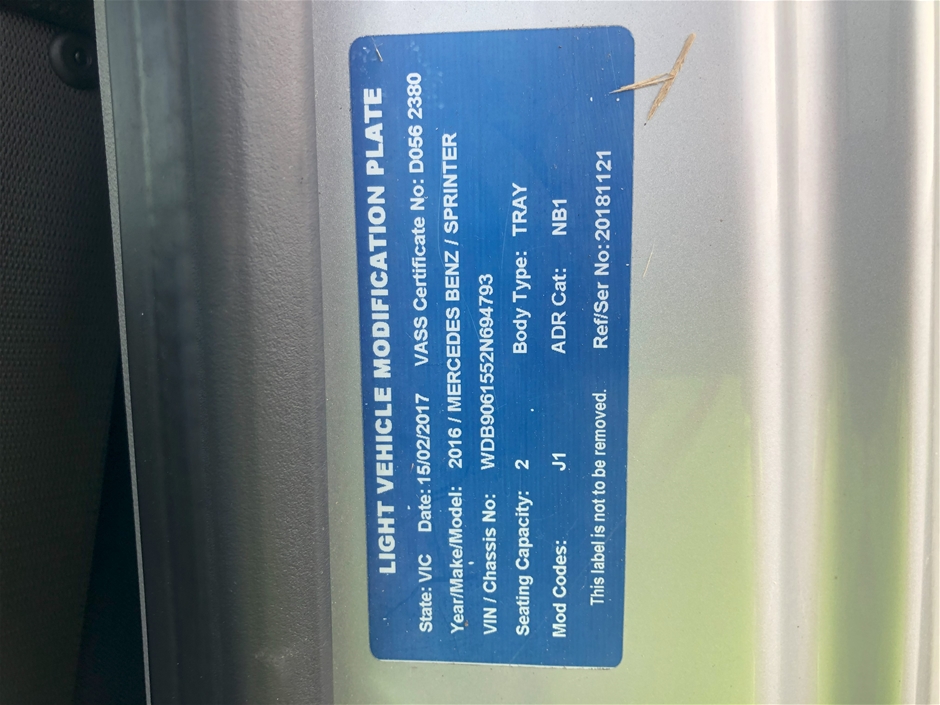 LIGHT VEHICLE MODIFICATION PLATE
State: VIC Date: 15/02/2017 VASS Certificate No: D056 2380
Year/Make/Model: 2016 / MERCEDES BENZ / SPRINTER
VIN / Chassis No: WDB9061552N694793
Seating Capacity: 2 Body Type: TRAY
Mod Codes: J1 ADR Cat: NB1
This label is not to be removed. Ref/Ser No: 20181121